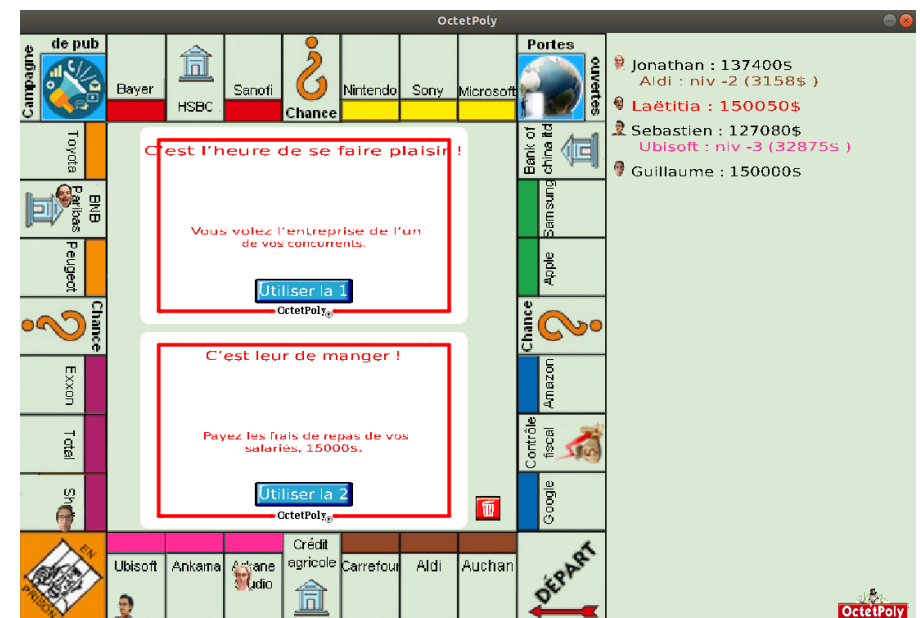 OctetPoly
Campagne
de pub
Bayer
HSBC
Sanofi
Chance
Nintendo
Sony
Microsoft
Portes
ouvertes
Jonathan : 137400$
Aldi : niv -2 (3158$ )
Laëtitia : 150050$
Sebastien : 127080$
Ubisoft : niv -3 (32875$ )
Guillaume : 150000$
Toyota
BNB
Paribas
Peugeot
Chance
Exxon
Total
C'est l'heure de se faire plaisir !
Vous volez l'entreprise de l'un
de vos concurrents.
Utiliser la 1
OctetPoly
C'est leur de manger !
Payez les frais de repas de vos
salariés, 15000$.
Utiliser la 2
OctetPoly
Bank of
china ltd
Samsung
Apple
Chance
Amazon
Contrôle
fiscal
Google
EN
PRISON
Ubisoft
Ankama
Crédit
agricole
Carrefour
Aldi
Auchan
DÉPART
OctetPoly